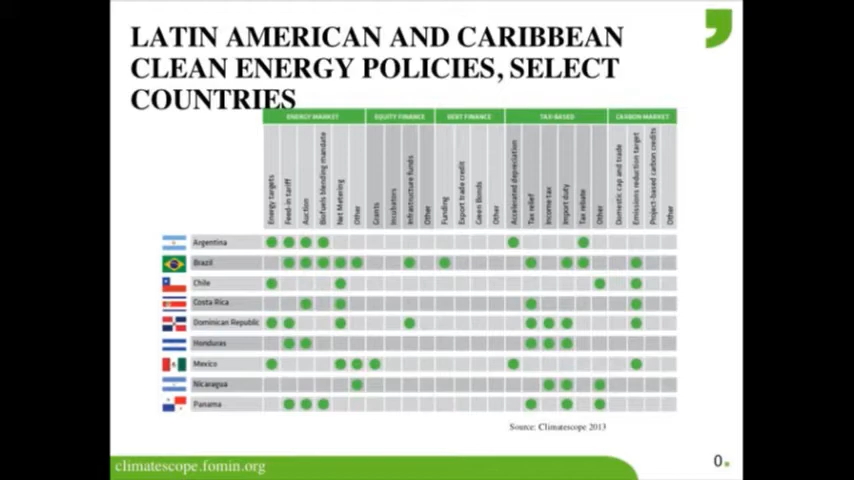 LATIN AMERICAN AND CARIBBEAN
CLEAN ENERGY POLICIES, SELECT
COUNTRIES
ENERGY MARKET
EQUITY FINANCE
DEBT FINANCE
TAX-BASED
CARBON MARKET
Energy targets
Feed-in tariff
Auction
Biofuels blending mandate
Net Metering
Other
Grants
Incubators
Infrastructure funds
Other
Funding
Export trade credit
Green Bonds
Other
Accelerated depreciation
Tax relief
Income tax
Import duty
Tax rebate
Other
Domestic cap and trade
Emissions reduction target
Project-based carbon credits
Other
Argentina
Brazil
Chile
Costa Rica
Dominican Republic
Honduras
Mexico
Nicaragua
Panama
Source: Climatescope 2013
climatescope.fomin.org
0.